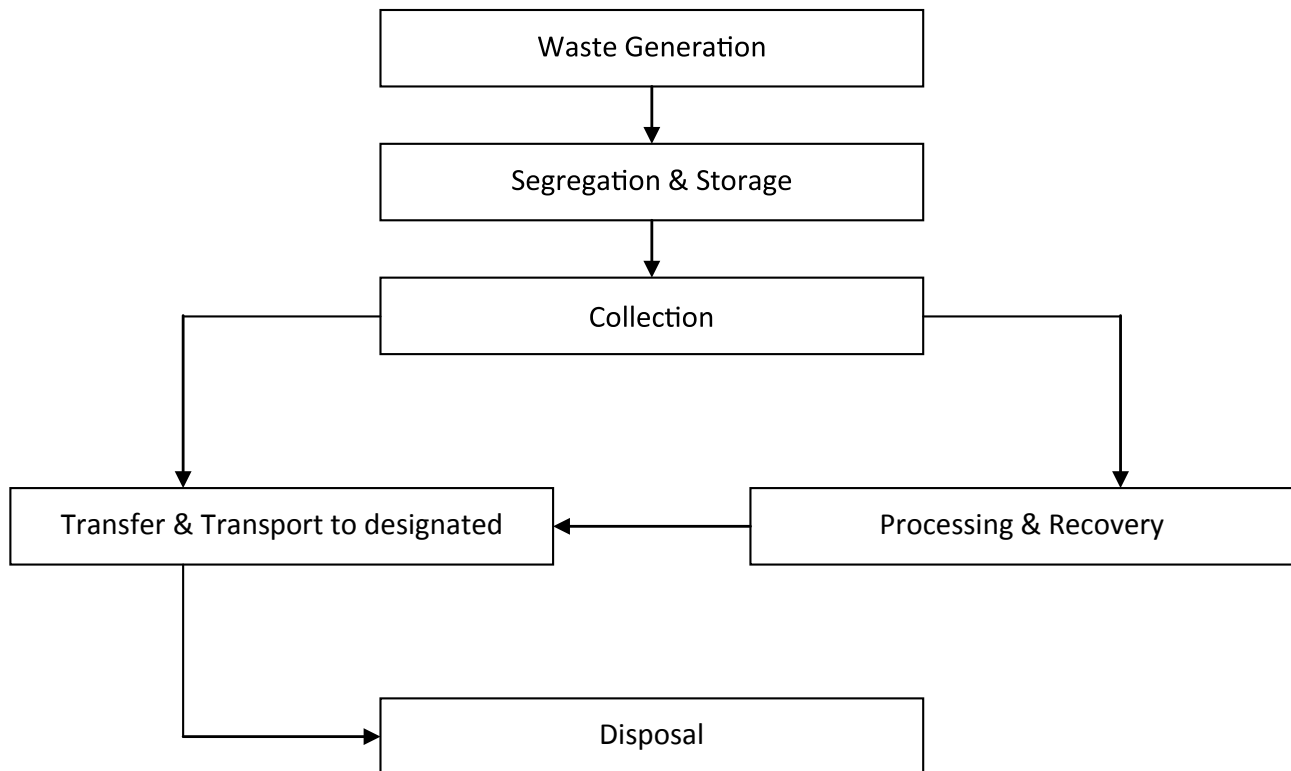 Waste Generation
Segregation & Storage
Collection
Transfer & Transport to designated
Processing & Recovery
Disposal